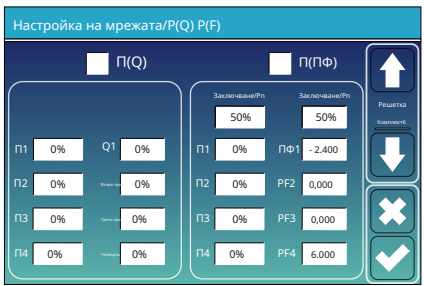 Настройка на мрежата/P(Q) P(F)
П(Q)
П(ПФ)
Заключване/Pn Заключване/Pn
50% 50%
П1 0% Q1 0%
П2 0% 0%
П3 0% 0%
П4 0% 0%
П1 0% ПФ1 - 2.400
П2 0% PF2 0,000
П3 0% PF3 0,000
П4 0% PF4 6.000
Решетка
Комплект6